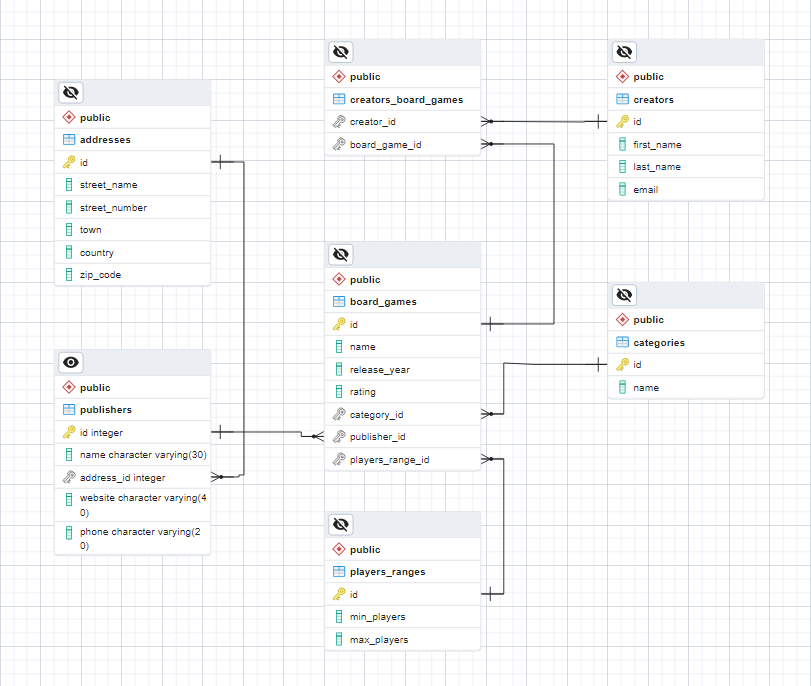 public
addresses
id
street_name
street_number
town
country
zip_code
public
publishers
id integer
name character varying(30)
address_id integer
website character varying(4
0)
phone character varying(2
0)
public
creators_board_games
creator_id
board_game_id
public
board_games
id
name
release_year
rating
category_id
publisher_id
players_range_id
public
players_ranges
id
min_players
max_players
public
creators
id
first_name
last_name
email
public
categories
id
name